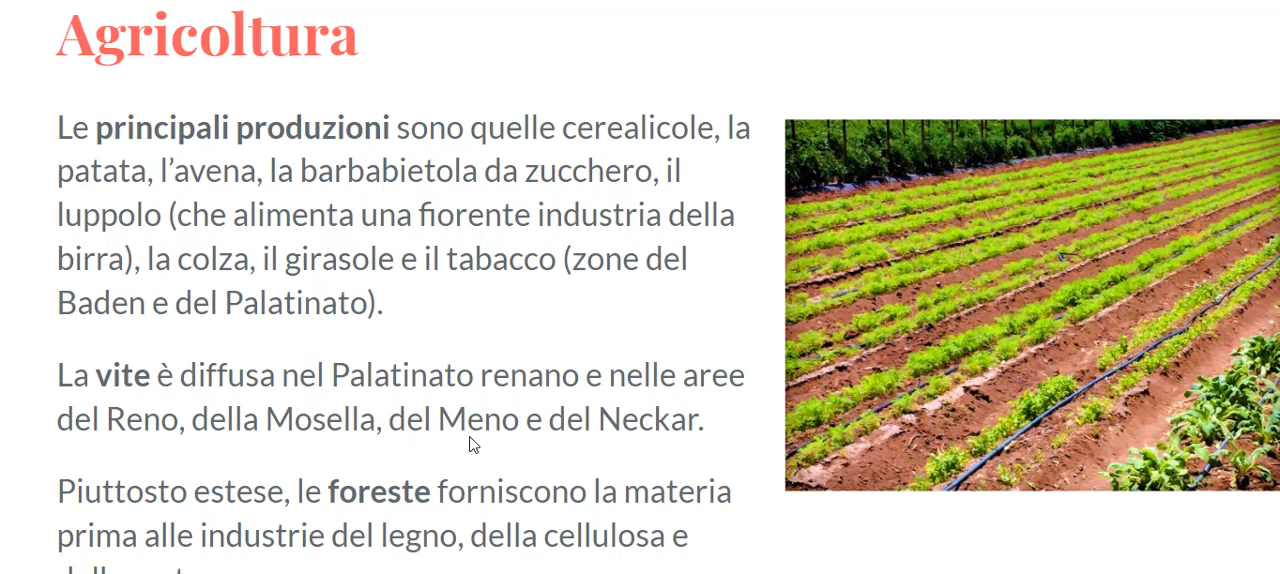 Agricoltura
Le principali produzioni sono quelle cerealicole, la
patata, l’avena, la barbabietola da zucchero, il
luppolo (che alimenta una fiorente industria della
birra), la colza, il girasole e il tabacco (zone del
Baden e del Palatinato).
La vite è diffusa nel Palatinato renano e nelle aree
del Reno, della Mosella, del Meno e del Neckar.
Piuttosto estese, le foreste forniscono la materia
prima alle industrie del legno, della cellulosa e